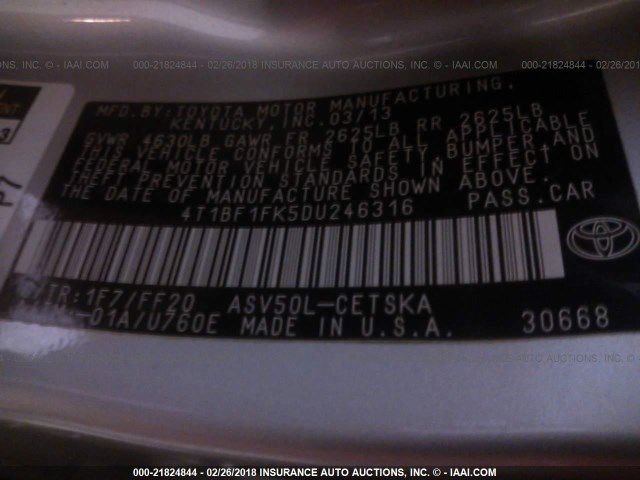 INSURANCE AUTO AUCTIONS, INC. - © IAAI.COM 000-21824844 - 02/26/2018 INSURANCE AUTO AUCTIONS, INC. - © IAAI.COM 000-21824844 - 02/26/2018
MFD.BY:TOYOTA MOTOR MANUFACTURING,
KENTUCKY, INC.03/13
GVWR 4630LB GAWR FR 2625LB RR 2625LB
THIS VEHICLE CONFORMS TO ALL APPLICABLE
FEDERAL MOTOR VEHICLE SAFETY, BUMPER, AND
THEFT PREVENTION STANDARDS IN EFFECT ON
THE DATE OF MANUFACTURE SHOWN ABOVE.
4T1BF1FK5DU246316 PASS.CAR
/TR:1F7/FF20 ASV50L-CETSKA
-01A/U760E MADE IN U.S.A. 30668
000-21824844 - 02/26/2018 INSURANCE AUTO AUCTIONS, INC. - © IAAI.COM